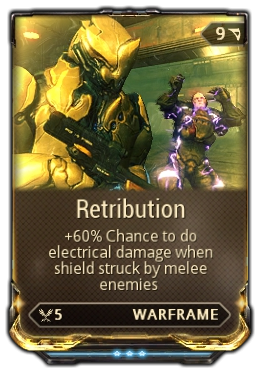 9
Retribution
+60% Chance to do
electrical damage when
shield struck by melee
enemies
5 WARFRAME